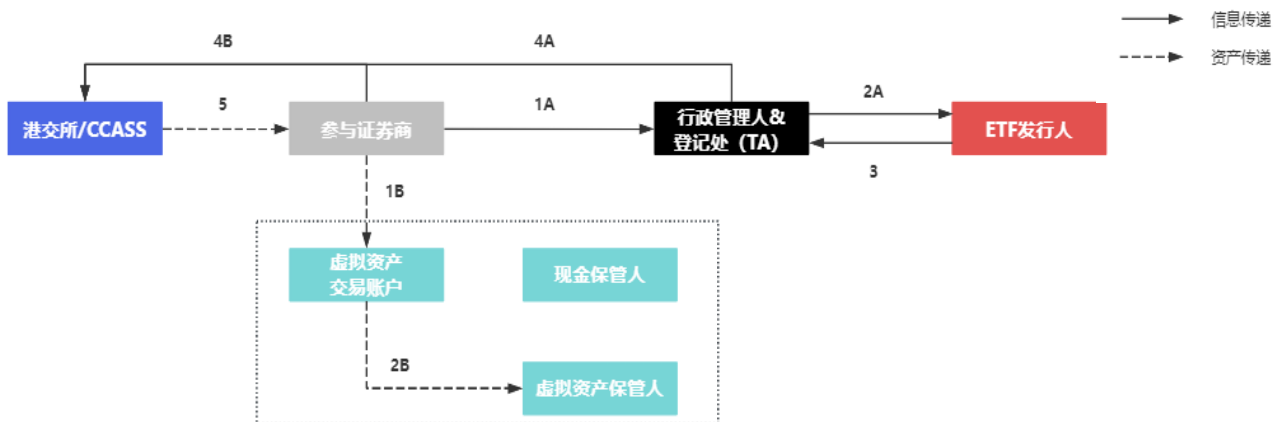 信息传递
资产传递
4B
4A
港交所/CCASS
5
参与证券商
1A
行政管理人&
登记处（TA）
2A
3
ETF发行人
1B
虚拟资产
交易账户
现金保管人
2B
虚拟资产保管人